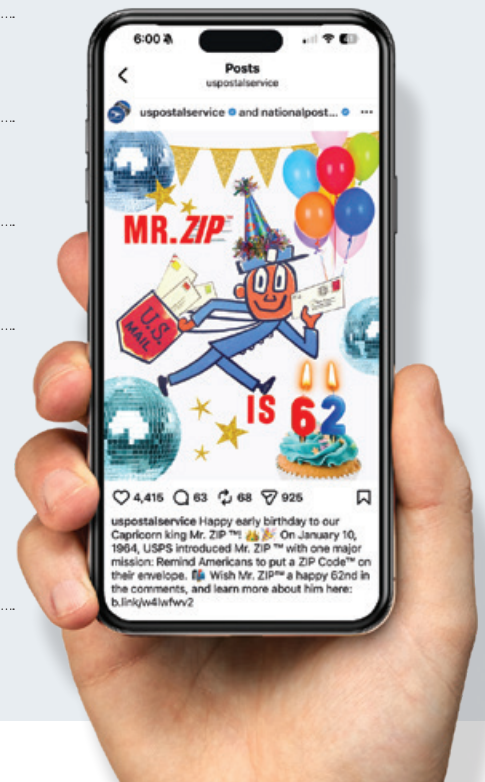 6:00
Posts
uspostalservice
uspostalservice and nationalpost... ...
MR. ZIP™
U.S.
MAIL
IS 62
4,415 63 68 925
uspostalservice Happy early birthday to our
Capricorn king Mr. ZIP ™! On January 10,
1964, USPS introduced Mr. ZIP ™ with one major
mission: Remind Americans to put a ZIP Code™ on
their envelope. Wish Mr. ZIP™ a happy 62nd in
the comments, and learn more about him here:
b.link/w4lwfwv2